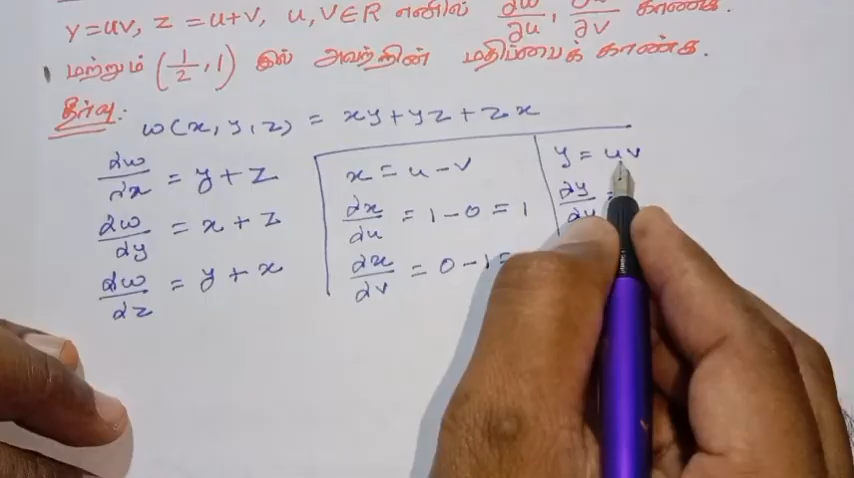 y=uv, z=u+v, u,v∈R எனில் ∂w/∂u, ∂v காண்க.
மற்றும் (1/2, 1) இல் அவற்றின் மதிப்பைக் காண்க.
தீர்வு:
w(x,y,z) = xy+yz+zx
∂w/∂x = y+z
∂w/∂y = x+z
∂w/∂z = y+x
x = u-v
∂x/∂u = 1-0 = 1
∂x/∂v = 0-1=
y = uv
∂y/∂u =